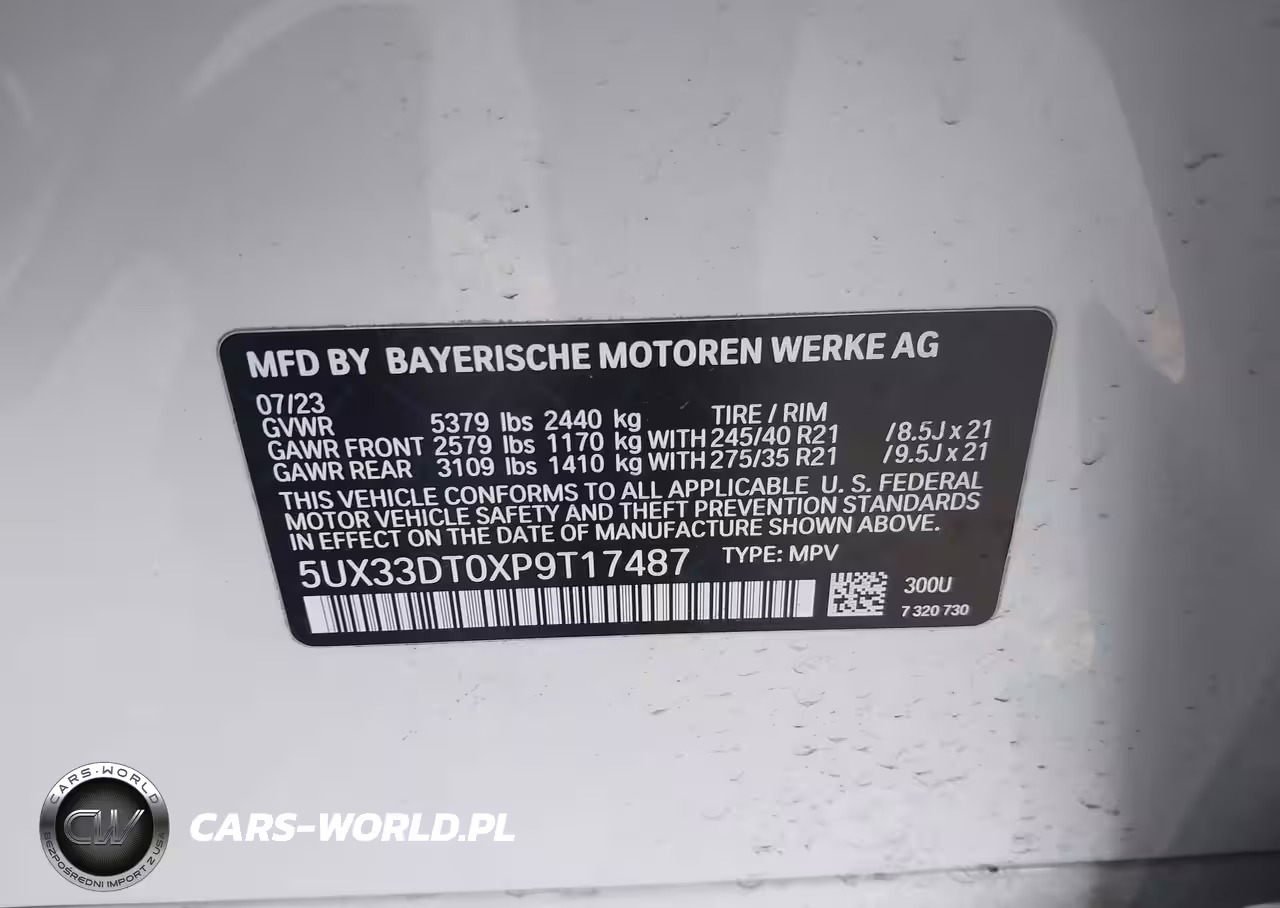 MFD BY BAYERISCHE MOTOREN WERKE AG
07/23
GVWR 5379 lbs 2440 kg TIRE / RIM
GAWR FRONT 2579 lbs 1170 kg WITH 245/40 R21 /8.5J x 21
GAWR REAR 3109 lbs 1410 kg WITH 275/35 R21 /9.5J x 21
THIS VEHICLE CONFORMS TO ALL APPLICABLE U. S. FEDERAL
MOTOR VEHICLE SAFETY AND THEFT PREVENTION STANDARDS
IN EFFECT ON THE DATE OF MANUFACTURE SHOWN ABOVE.
5UX33DT0XP9T17487 TYPE: MPV
300U
7 320 730
CARS-WORLD
CW
BEZPOŚREDNI IMPORT Z USA
CARS-WORLD.PL